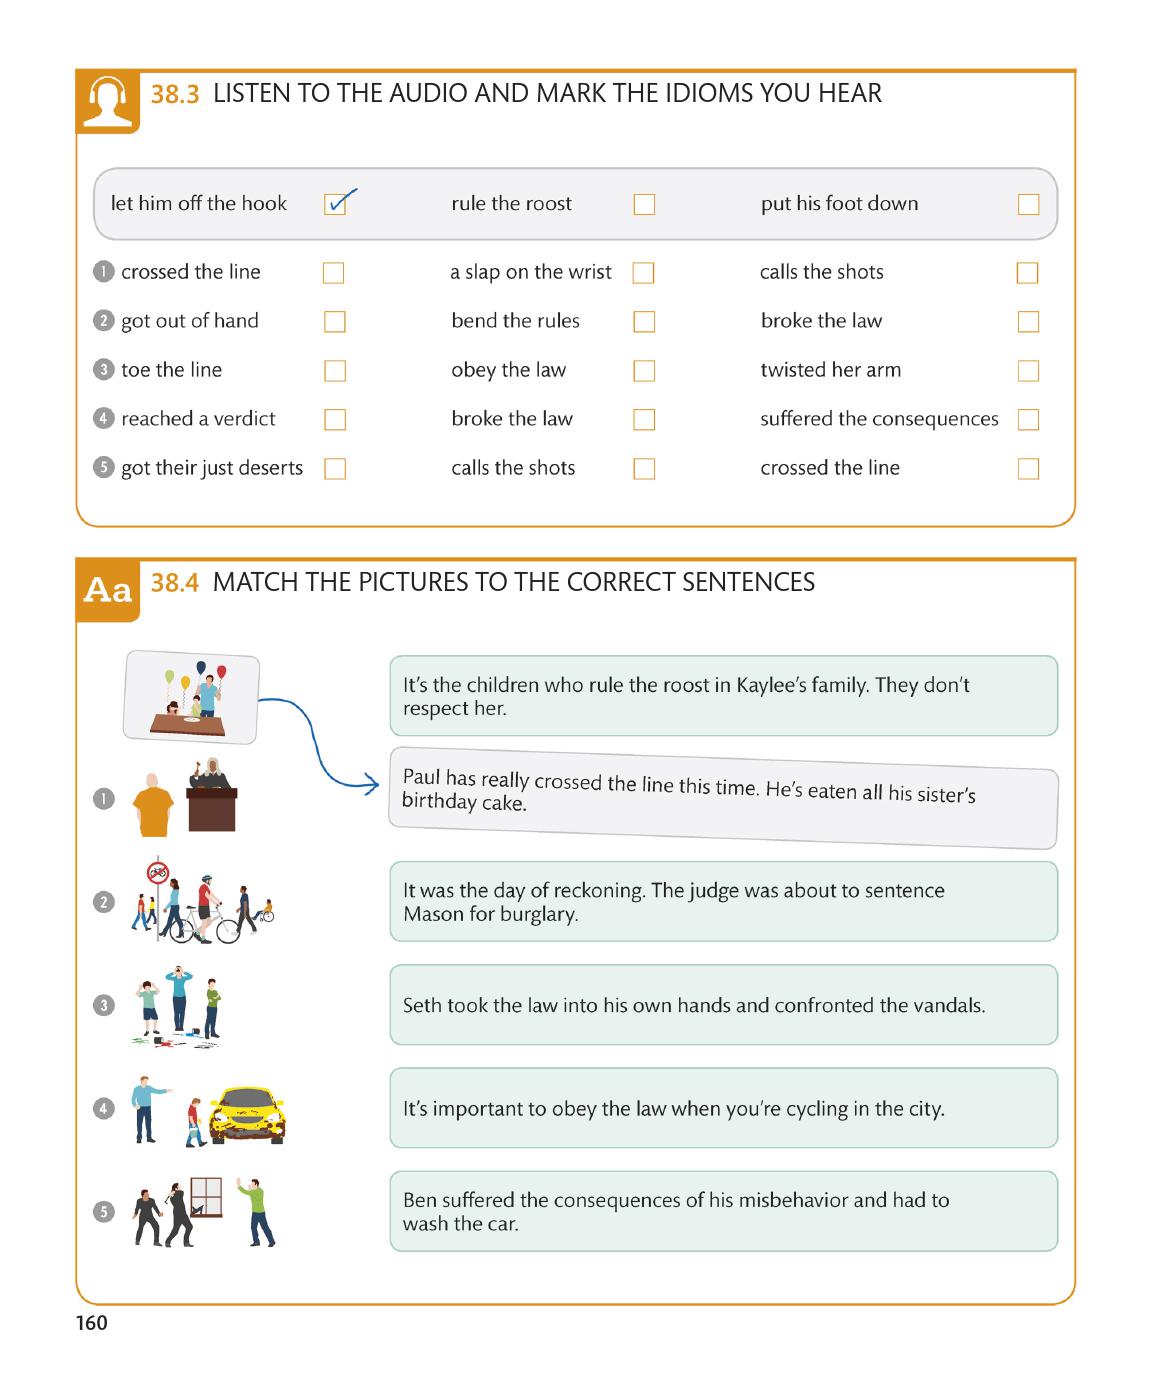 38.3 LISTEN TO THE AUDIO AND MARK THE IDIOMS YOU HEAR
let him off the hook rule the roost put his foot down
1 crossed the line a slap on the wrist calls the shots
2 got out of hand bend the rules broke the law
3 toe the line obey the law twisted her arm
4 reached a verdict broke the law suffered the consequences
5 got their just deserts calls the shots crossed the line
Aa 38.4 MATCH THE PICTURES TO THE CORRECT SENTENCES
It's the children who rule the roost in Kaylee's family. They don't
respect her.
Paul has really crossed the line this time. He's eaten all his sister's
birthday cake.
1
It was the day of reckoning. The judge was about to sentence
Mason for burglary.
2
Seth took the law into his own hands and confronted the vandals.
3
It's important to obey the law when you're cycling in the city.
4
Ben suffered the consequences of his misbehavior and had to
wash the car.
5
160